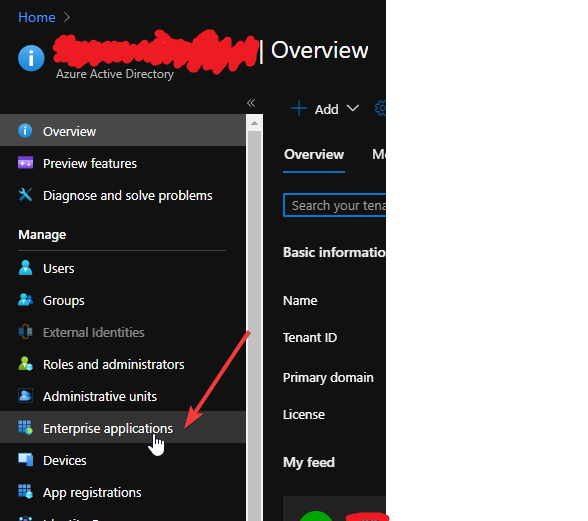 Home >
| Overview
Azure Active Directory
«
Add
Overview
Search your tena
Basic informatio
Name
Tenant ID
Primary domain
License
My feed
Overview
Preview features
Diagnose and solve problems
Manage
Users
Groups
External Identities
Roles and administrators
Administrative units
Enterprise applications
Devices
App registrations